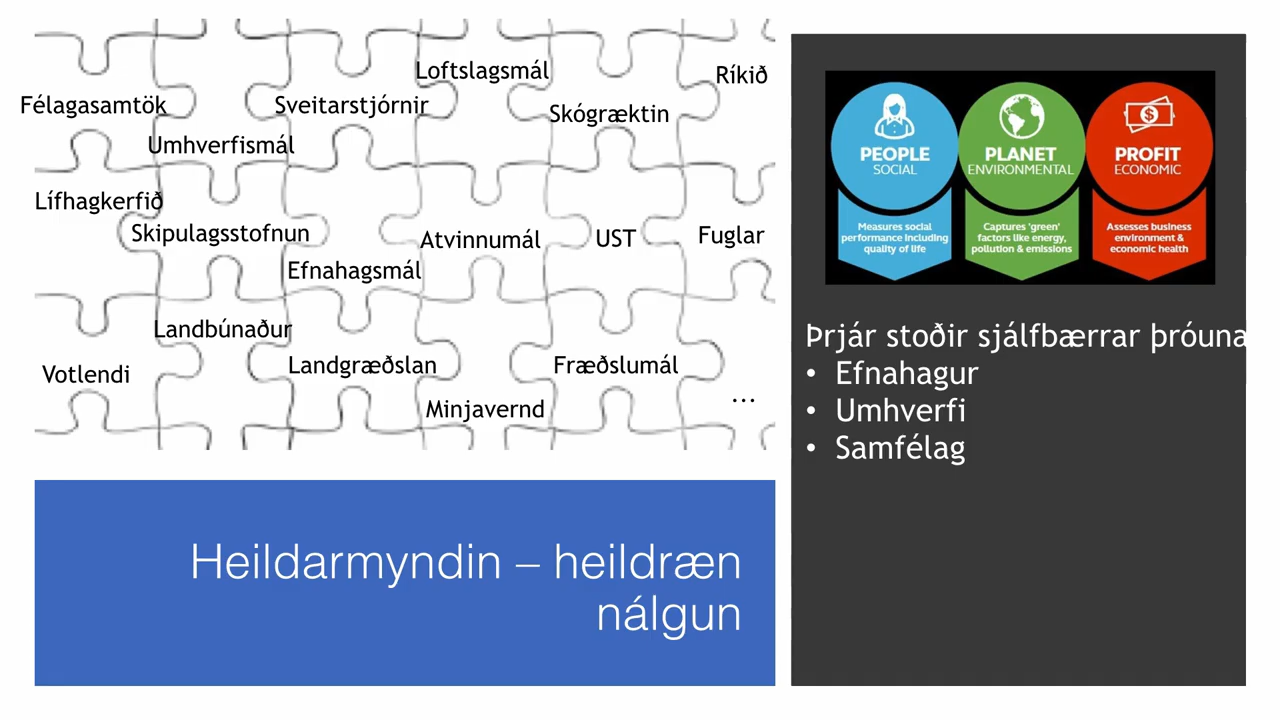 Loftslagsmál
Ríkið
Félagasamtök
Sveitarstjórnir
Skógræktin
Umhverfismál
Lífhagkerfið
Skipulagsstofnun
Atvinnumál
UST
Fuglar
Efnahagsmál
Landbúnaður
Votlendi
Landgræðslan
Fræðslumál
Minjavernd
...
Heildarmyndin – heildræn
nálgun
PEOPLE
SOCIAL
Measures social
performance including
quality of life
PLANET
ENVIRONMENTAL
Captures 'green'
factors like energy,
pollution & emissions
PROFIT
ECONOMIC
Assesses business
environment &
economic health
Þrjár stoðir sjálfbærrar þróuna
• Efnahagur
• Umhverfi
• Samfélag